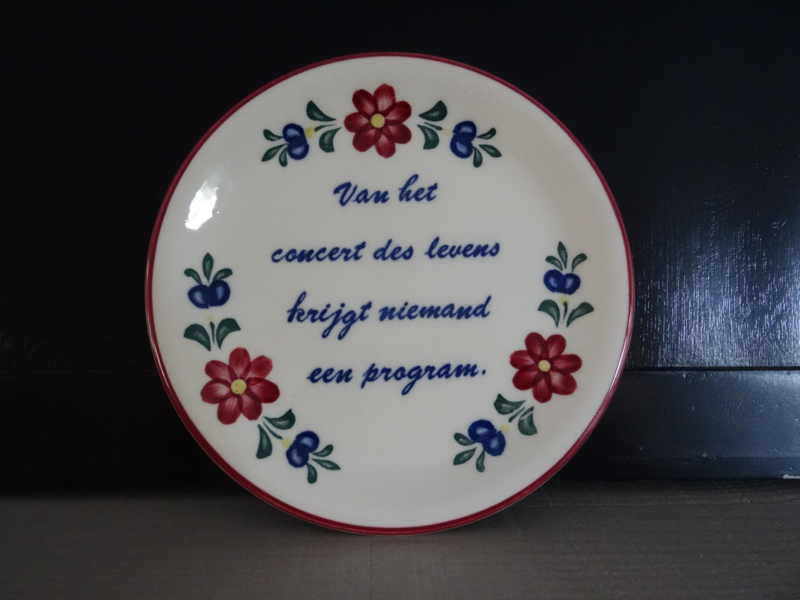 Van het
concert des levens
krijgt niemand
een program.